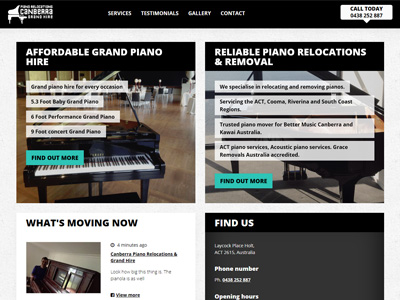 PIANO RELOCATIONS
CANBERRA
GRAND HIRE
SERVICES
TESTIMONIALS
GALLERY
CONTACT
CALL TODAY
0438 252 887
AFFORDABLE GRAND PIANO
HIRE
Grand piano hire for every occasion
5.3 Foot Baby Grand Piano
6 Foot Performance Grand Piano
9 Foot concert Grand Piano
FIND OUT MORE
RELIABLE PIANO RELOCATIONS
& REMOVAL
We specialise in relocating and moving pianos.
Servicing the ACT, Cooma, Riverina and South Coast
Regions.
Trusted piano mover for Better Music Canberra and
Kawai Australia.
ACT piano services, Acoustic piano services. Grace
Removals Australia accredited.
FIND OUT MORE
WHAT'S MOVING NOW
4 minutes ago
Canberra Piano Relocations &
Grand Hire
Look how big this thing is. The
pianola is as well
View more
FIND US
Laycock Place Holt,
ACT 2615, Australia
Phone number
Ph: 0438 252 887
Opening hours